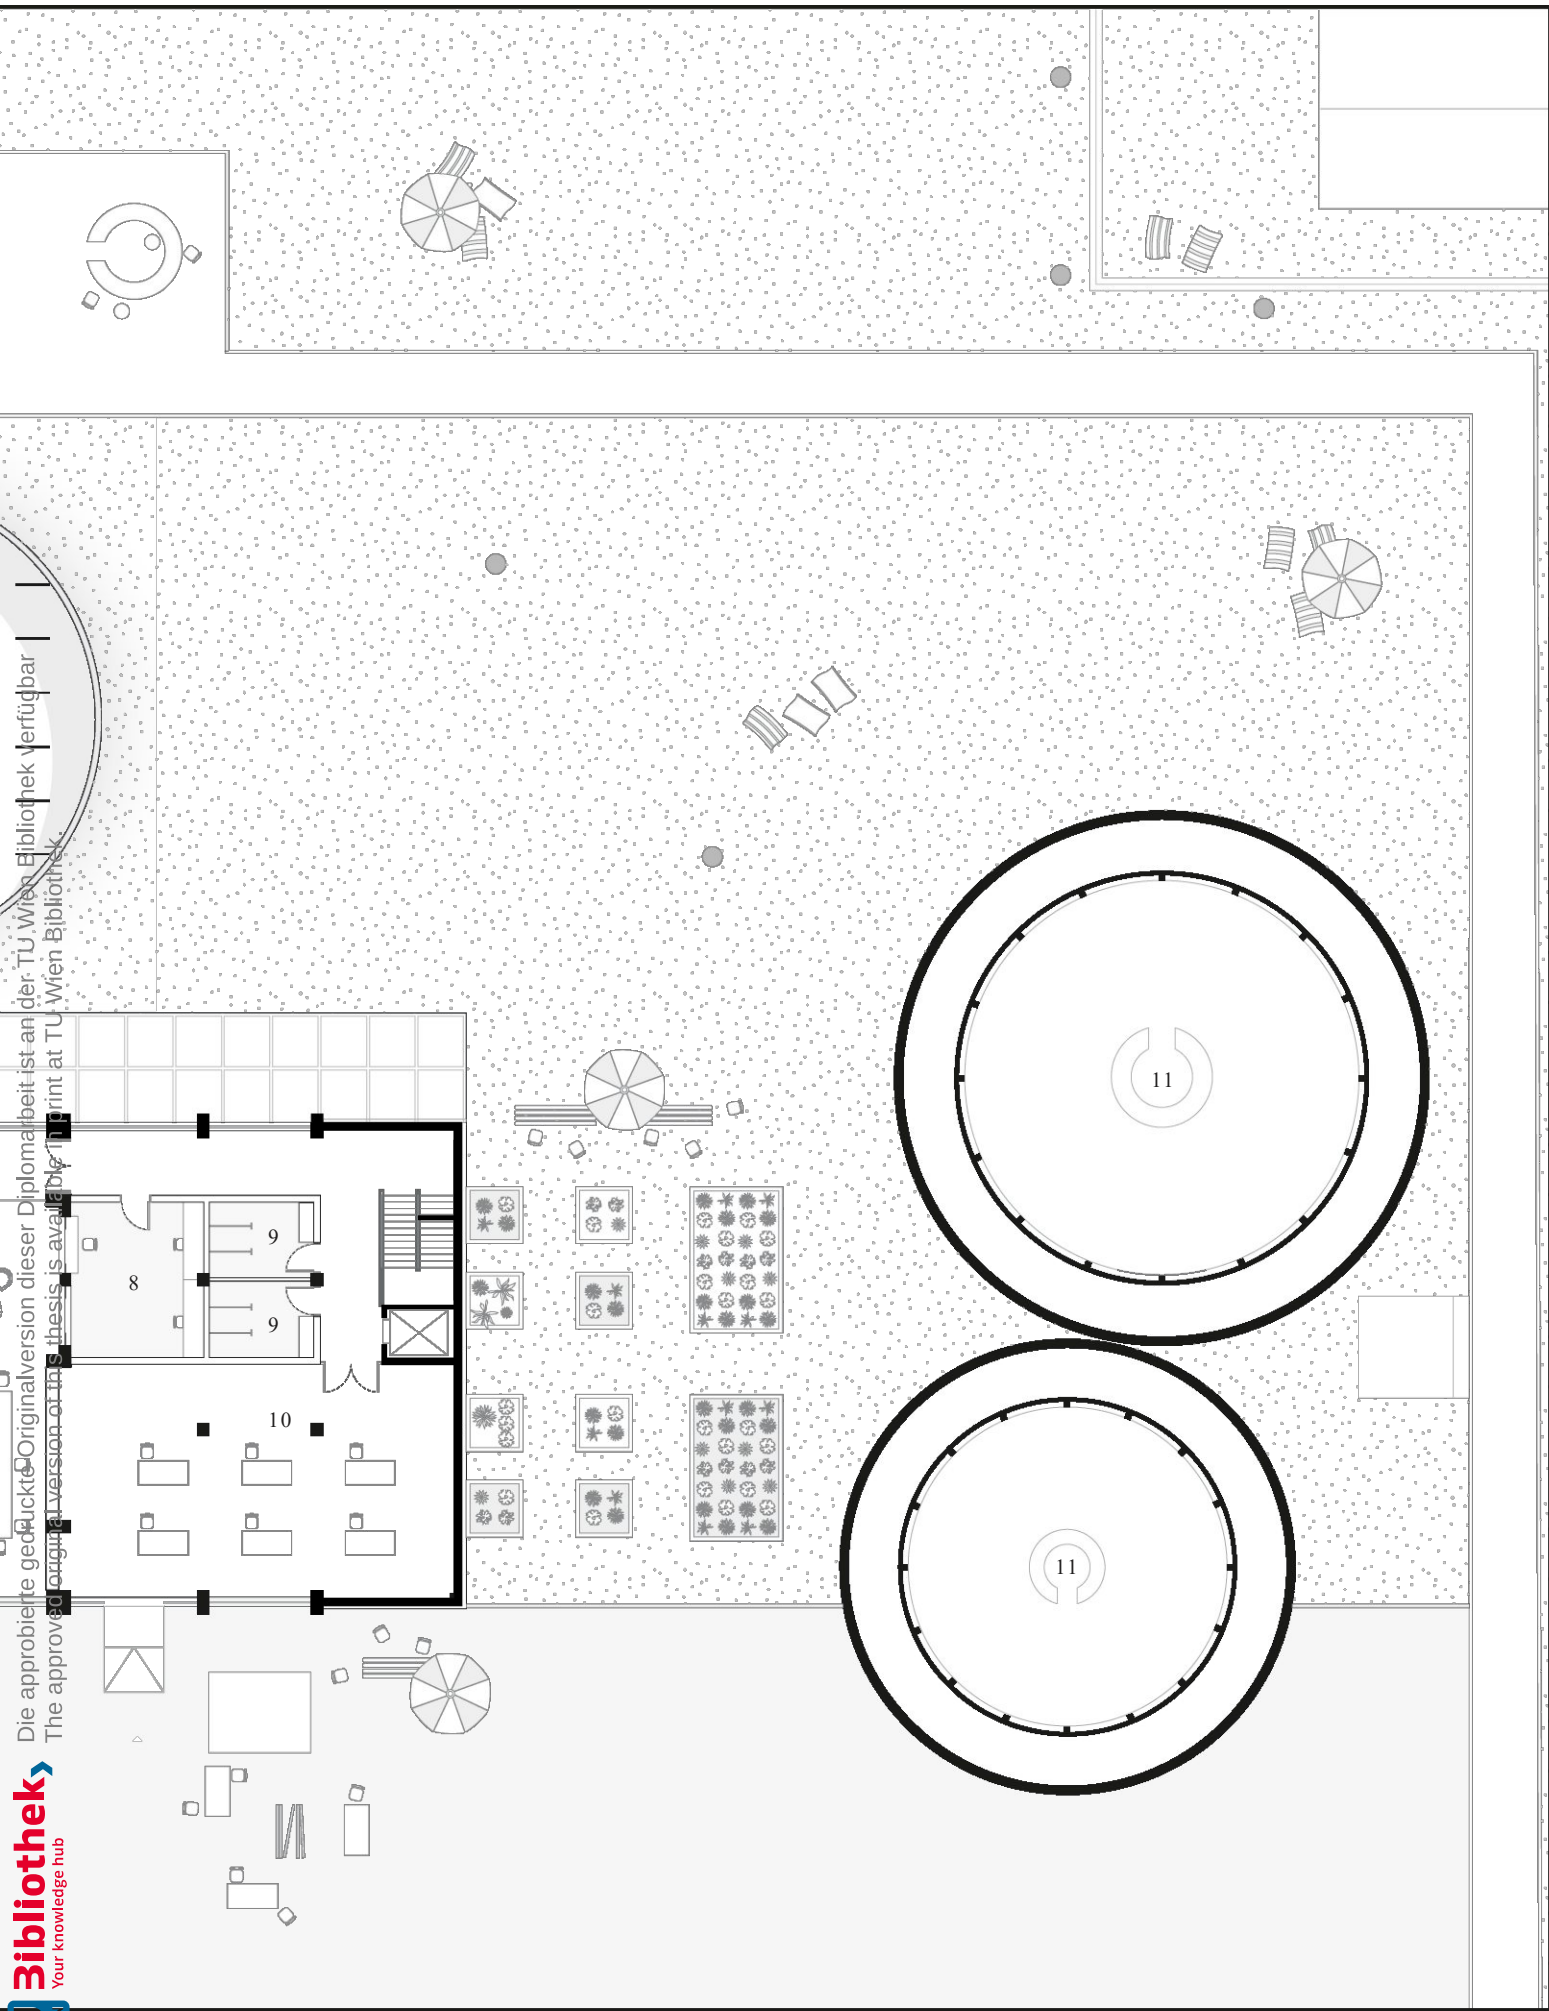 Die approbierte gedruckte Originalversion dieser Diplomarbeit ist an der TU Wien Bibliothek verfügbar
The approved original version of this thesis is available in print at TU Wien Bibliothek.
Bibliothek
Your knowledge hub
8
9
9
10
11
11